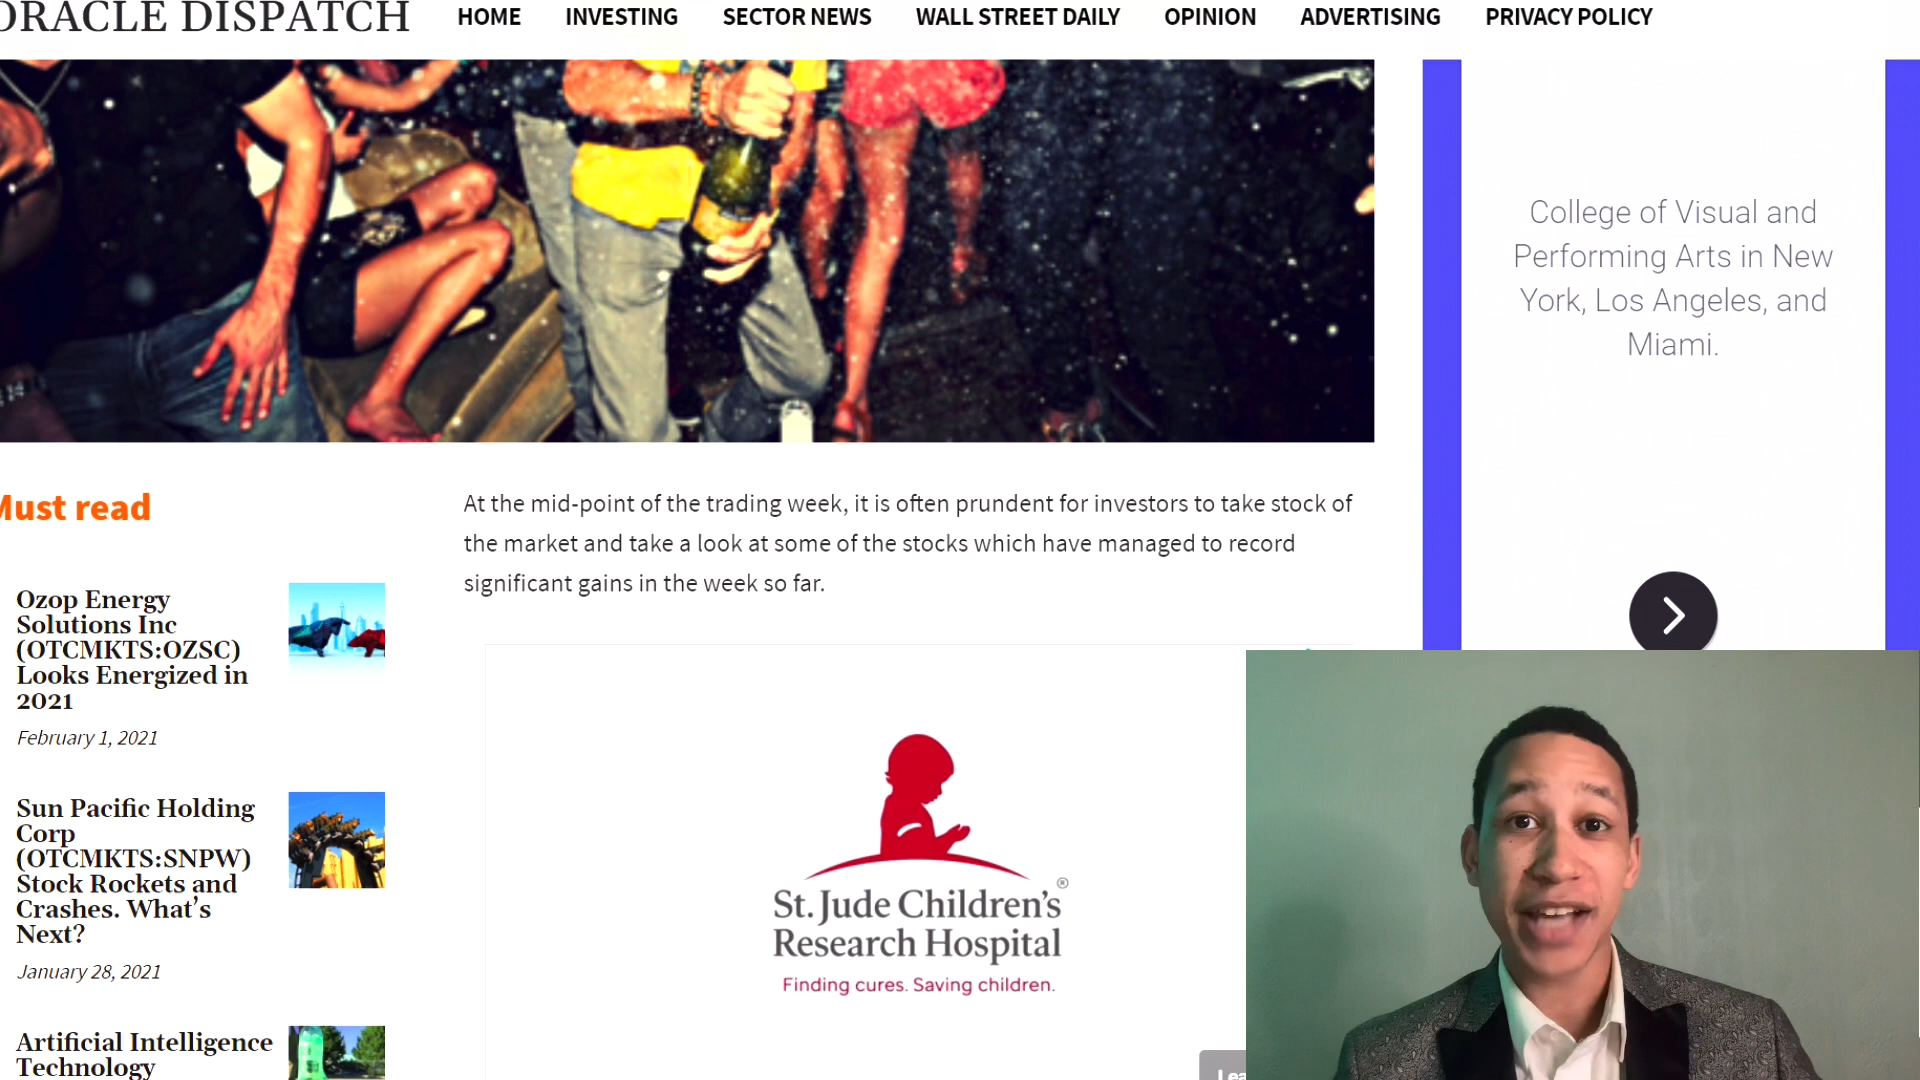 ORACLE DISPATCH
HOME INVESTING SECTOR NEWS WALL STREET DAILY OPINION ADVERTISING PRIVACY POLICY
College of Visual and
Performing Arts in New
York, Los Angeles, and
Miami.
Must read
Ozop Energy
Solutions Inc
(OTCMKTS:OZSC)
Looks Energized in
2021
February 1, 2021
Sun Pacific Holding
Corp
(OTCMKTS:SNPW)
Stock Rockets and
Crashes. What's
Next?
January 28, 2021
Artificial Intelligence
Technology
At the mid-point of the trading week, it is often prundent for investors to take stock of
the market and take a look at some of the stocks which have managed to record
significant gains in the week so far.
St. Jude Children's®
Research Hospital
Finding cures. Saving children.